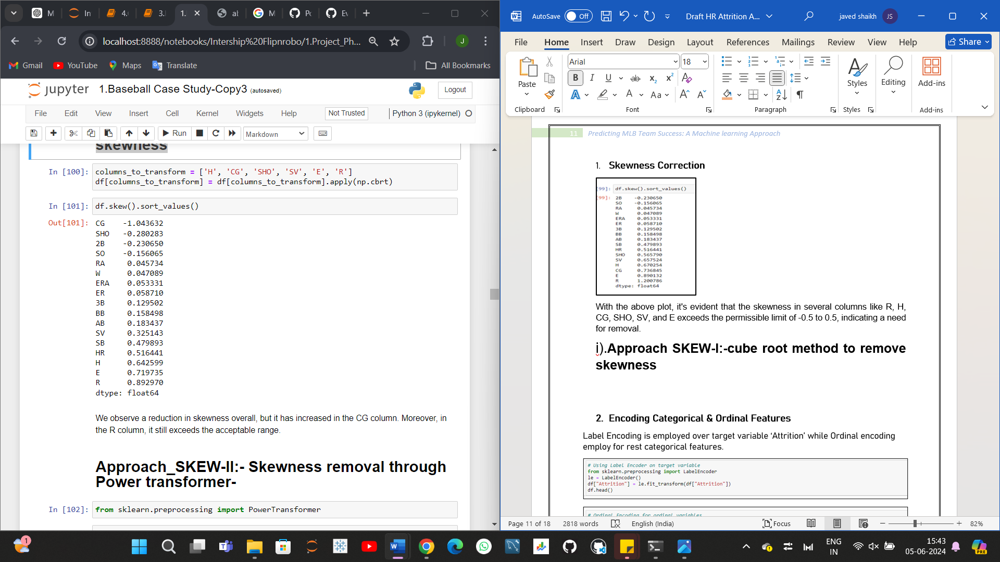 M
In
4.
3.
1.
ał
M
Pc
Ev
localhost:8888/notebooks/Intership%20Flipnrobo/1.Project_Ph...
J
Gmail
YouTube
Maps
Translate
All Bookmarks
jupyter
1.Baseball Case Study-Copy3 (autosaved)
Logout
File Edit View Insert Cell Kernel Widgets Help
Not Trusted
Python 3 (ipykernel)
Run
Markdown
skewness
In [100]:
columns_to_transform = ['H', 'CG', 'SHO', 'SV', 'E', 'R']
df[columns_to_transform] = df[columns_to_transform].apply(np.cbrt)
In [101]: df.skew().sort_values()
Out[101]: CG -1.043632
SHO -0.280283
2B -0.230650
SO -0.156065
RA 0.045734
W 0.047089
ERA 0.053331
ER 0.058710
3B 0.129502
BB 0.158498
AB 0.183437
SV 0.325143
SB 0.479893
HR 0.516441
H 0.642599
E 0.719735
R 0.892970
dtype: float64
We observe a reduction in skewness overall, but it has increased in the CG column. Moreover, in
the R column, it still exceeds the acceptable range.
Approach_SKEW-II:- Skewness removal through
Power transformer-
In [102]: from sklearn.preprocessing import PowerTransformer
AutoSave Off
Draft HR Attrition A...
javed shaikh JS
File Home Insert Draw Design Layout References Mailings Review View Help
Share
Paste
Arial
18
Styles
Editing
Add-ins
Clipboard
Font
Paragraph
Styles
Add-ins
11 Predicting MLB Team Success: A Machine learning Approach
1. Skewness Correction
[99]: df.skew().sort_values()
[99]: 2B -0.230650
SO -0.156065
RA 0.045734
W 0.047089
ERA 0.053331
ER 0.058710
3B 0.129502
BB 0.158498
AB 0.183437
SB 0.479893
HR 0.516441
SHO 0.565790
SV 0.657524
H 0.670254
CG 0.736845
E 0.890132
R 1.200786
dtype: float64
With the above plot, it's evident that the skewness in several columns like R, H,
CG, SHO, SV, and E exceeds the permissible limit of -0.5 to 0.5, indicating a need
for removal.
i).Approach SKEW-I:-cube root method to remove
skewness
2. Encoding Categorical & Ordinal Features
Label Encoding is employed over target variable ‘Attrition’ while Ordinal encoding
employ for rest categorical features.
# Using Label Encoder on target variable
from sklearn.preprocessing import LabelEncoder
le = LabelEncoder()
df["Attrition"] = le.fit_transform(df["Attrition"])
df.head()
# Ordinal Encoding for ordinal variables
Page 11 of 18
2818 words
English (India)
Focus
82%
1
ENG
IN
15:43
05-06-2024
PRE